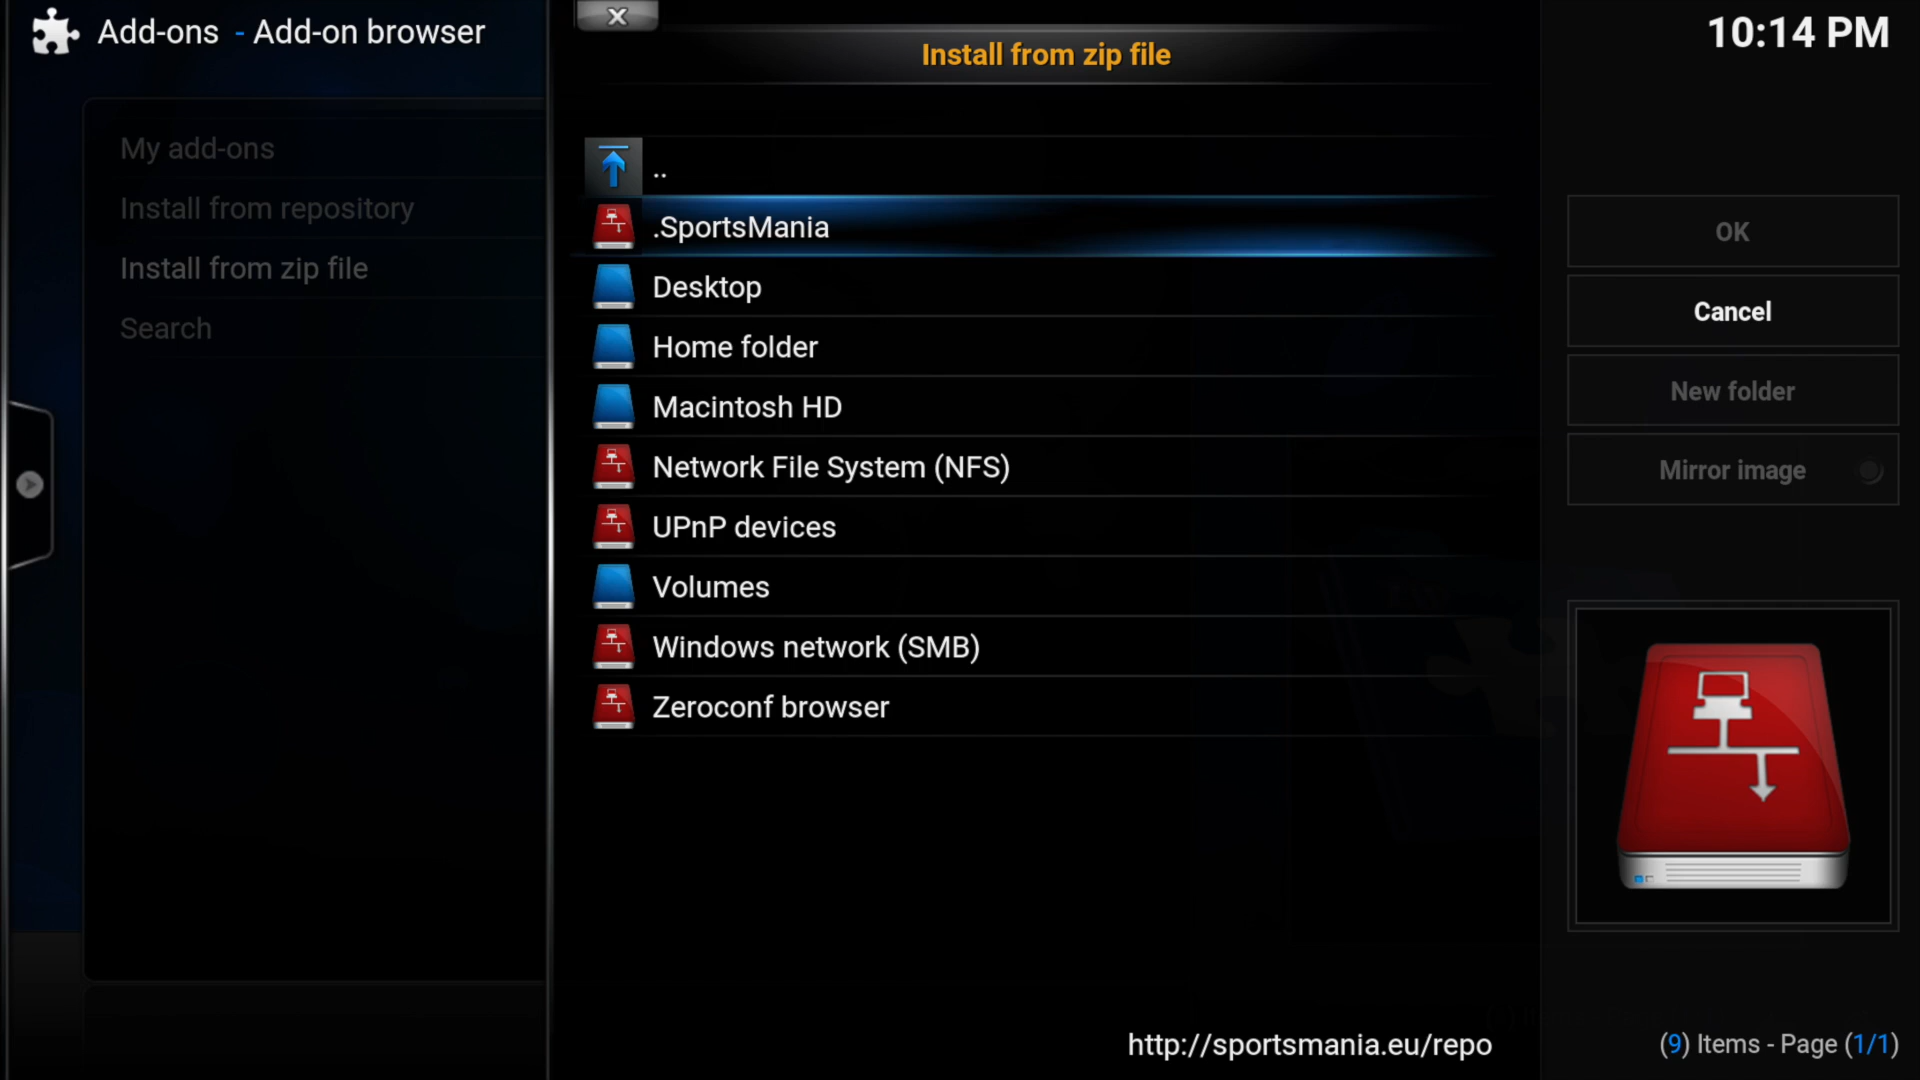 Add-ons - Add-on browser
X
Install from zip file
10:14 PM
My add-ons
Install from repository
Install from zip file
Search
..
.SportsMania
Desktop
Home folder
Macintosh HD
Network File System (NFS)
UPnP devices
Volumes
Windows network (SMB)
Zeroconf browser
OK
Cancel
New folder
Mirror image
http://sportsmania.eu/repo
(9) Items - Page (1/1)